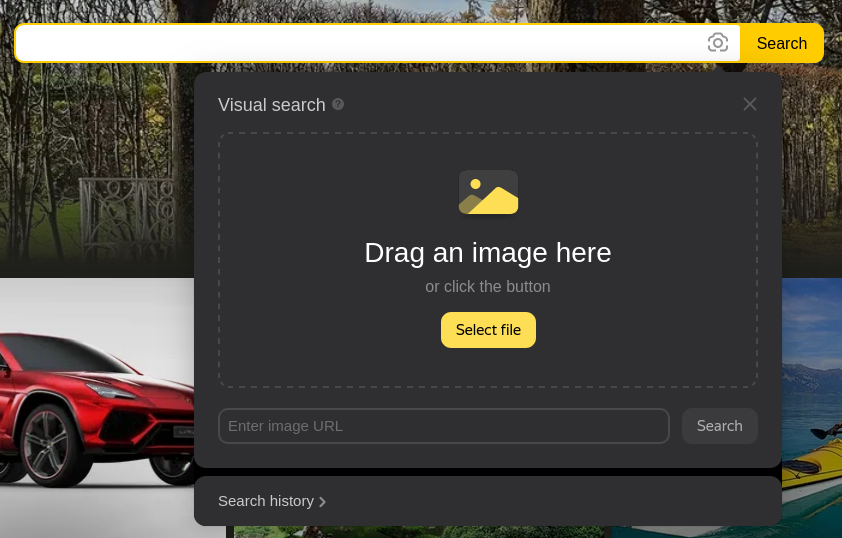 Search
Visual search
Drag an image here
or click the button
Select file
Enter image URL
Search
Search history